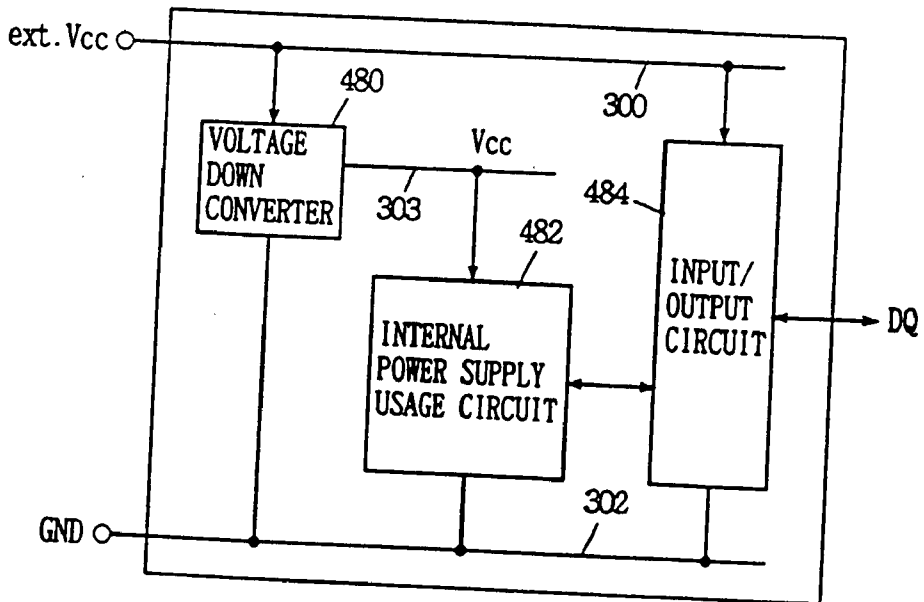 ext.Vcc
480
300
VOLTAGE
DOWN
CONVERTER
Vcc
303
484
482
INPUT/
OUTPUT
CIRCUIT
DQ
INTERNAL
POWER SUPPLY
USAGE CIRCUIT
302
GND